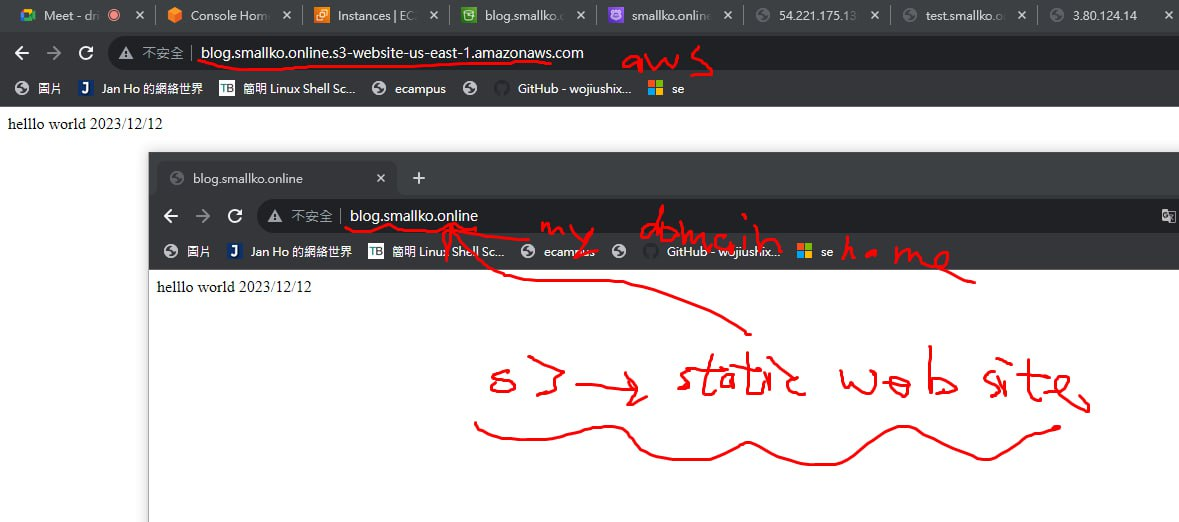 Meet - dr
Console Hom
Instances | EC
blog.smallko.
smallko.online
54.221.175.13
test.smallko.o
3.80.124.14
不安全
blog.smallko.online.s3-website-us-east-1.amazonaws.com
aws
圖片
Jan Ho 的網絡世界
TB 簡明 Linux Shell Sc...
ecampus
GitHub - wojiushix...
se
helllo world 2023/12/12
blog.smallko.online
不安全
blog.smallko.online
my domain name
圖片
Jan Ho 的網絡世界
TB 簡明 Linux Shell Sc...
ecampus
GitHub - wojiushix...
se
helllo world 2023/12/12
s3 → static web site